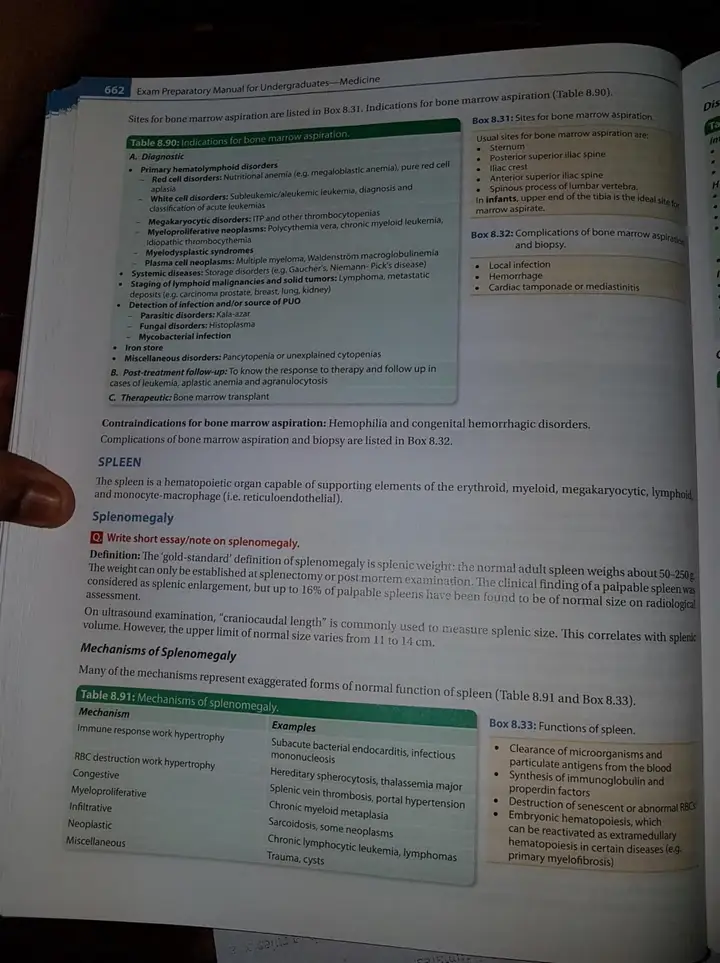 662 Exam Preparatory Manual for Undergraduates—Medicine
Sites for bone marrow aspiration are listed in Box 8.31. Indications for bone marrow aspiration (Table 8.90).
Table 8.90: Indications for bone marrow aspiration.
A. Diagnostic
• Primary hematolymphoid disorders
– Red cell disorders: Nutritional anemia (e.g. megaloblastic anemia), pure red cell
aplasia
– White cell disorders: Subleukemic/aleukemic leukemia, diagnosis and
classification of acute leukemias
– Megakaryocytic disorders: ITP and other thrombocytopenias
– Myeloproliferative neoplasms: Polycythemia vera, chronic myeloid leukemia,
Idiopathic thrombocythemia
– Myelodysplastic syndromes
– Plasma cell neoplasms: Multiple myeloma, Waldenström macroglobulinemia
• Systemic diseases: Storage disorders (e.g. Gaucher's, Niemann- Pick's disease)
• Staging of lymphoid malignancies and solid tumors: Lymphoma, metastatic
deposits (e.g. carcinoma prostate, breast, lung, kidney)
• Detection of infection and/or source of PUO
– Parasitic disorders: Kala-azar
– Fungal disorders: Histoplasma
– Mycobacterial infection
• Iron store
• Miscellaneous disorders: Pancytopenia or unexplained cytopenias
B. Post-treatment follow-up: To know the response to therapy and follow up in
cases of leukemia, aplastic anemia and agranulocytosis
C. Therapeutic: Bone marrow transplant
Box 8.31: Sites for bone marrow aspiration.
Usual sites for bone marrow aspiration are:
• Sternum
• Posterior superior iliac spine
• Iliac crest
• Anterior superior iliac spine
• Spinous process of lumbar vertebra.
In infants, upper end of the tibia is the ideal site for
marrow aspirate.
Box 8.32: Complications of bone marrow aspiration
and biopsy.
• Local infection
• Hemorrhage
• Cardiac tamponade or mediastinitis
Contraindications for bone marrow aspiration: Hemophilia and congenital hemorrhagic disorders.
Complications of bone marrow aspiration and biopsy are listed in Box 8.32.
SPLEEN
The spleen is a hematopoietic organ capable of supporting elements of the erythroid, myeloid, megakaryocytic, lymphoid,
and monocyte-macrophage (i.e. reticuloendothelial).
Splenomegaly
Q. Write short essay/note on splenomegaly.
Definition: The 'gold-standard' definition of splenomegaly is splenic weight: the normal adult spleen weighs about 50–250 g.
The weight can only be established at splenectomy or post mortem examination. The clinical finding of a palpable spleen was
considered as splenic enlargement, but up to 16% of palpable spleens have been found to be of normal size on radiological
assessment.
On ultrasound examination, "craniocaudal length" is commonly used to measure splenic size. This correlates with splenic
volume. However, the upper limit of normal size varies from 11 to 14 cm.
Mechanisms of Splenomegaly
Many of the mechanisms represent exaggerated forms of normal function of spleen (Table 8.91 and Box 8.33).
Table 8.91: Mechanisms of splenomegaly.
Mechanism Examples
Immune response work hypertrophy Subacute bacterial endocarditis, infectious
mononucleosis
RBC destruction work hypertrophy Hereditary spherocytosis, thalassemia major
Congestive Splenic vein thrombosis, portal hypertension
Myeloproliferative Chronic myeloid metaplasia
Infiltrative Sarcoidosis, some neoplasms
Neoplastic Chronic lymphocytic leukemia, lymphomas
Miscellaneous Trauma, cysts
Box 8.33: Functions of spleen.
• Clearance of microorganisms and
particulate antigens from the blood
• Synthesis of immunoglobulin and
properdin factors
• Destruction of senescent or abnormal RBCs
• Embryonic hematopoiesis, which
can be reactivated as extramedullary
hematopoiesis in certain diseases (e.g.
primary myelofibrosis)